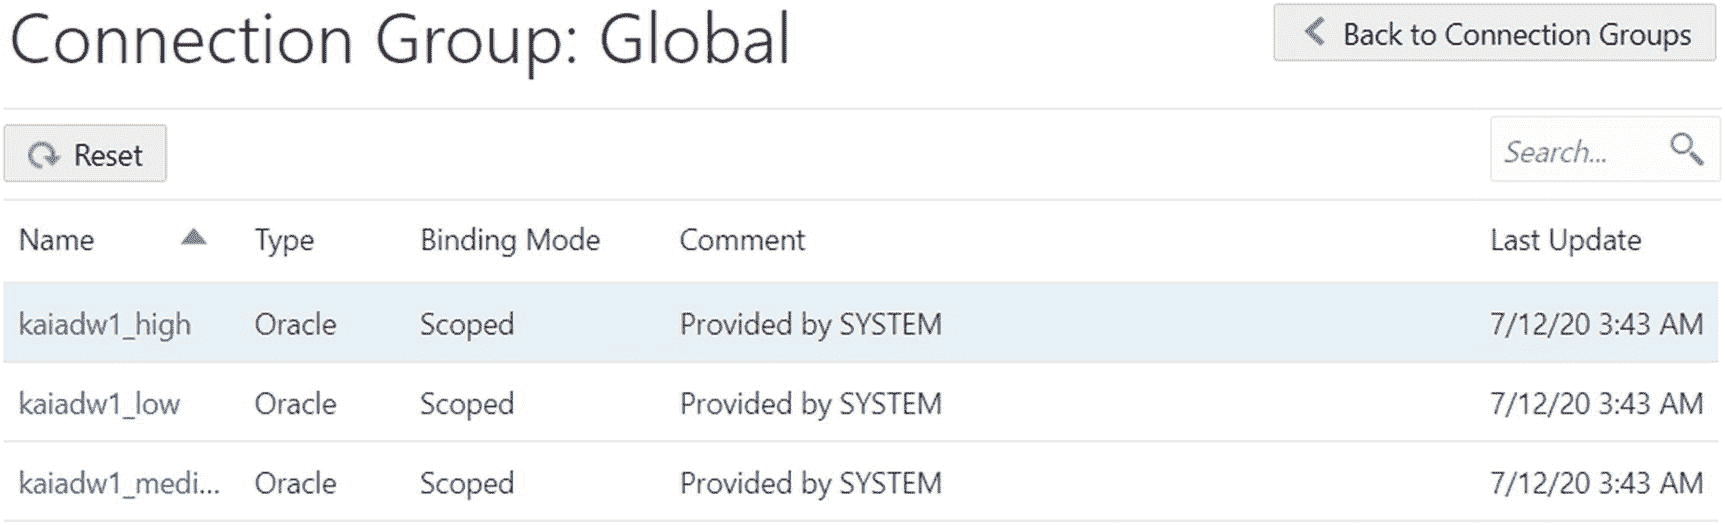 Connection Group: Global
Back to Connection Groups
Reset
Search...
Name Type Binding Mode Comment Last Update
kaiadw1_high Oracle Scoped Provided by SYSTEM 7/12/20 3:43 AM
kaiadw1_low Oracle Scoped Provided by SYSTEM 7/12/20 3:43 AM
kaiadw1_medi... Oracle Scoped Provided by SYSTEM 7/12/20 3:43 AM